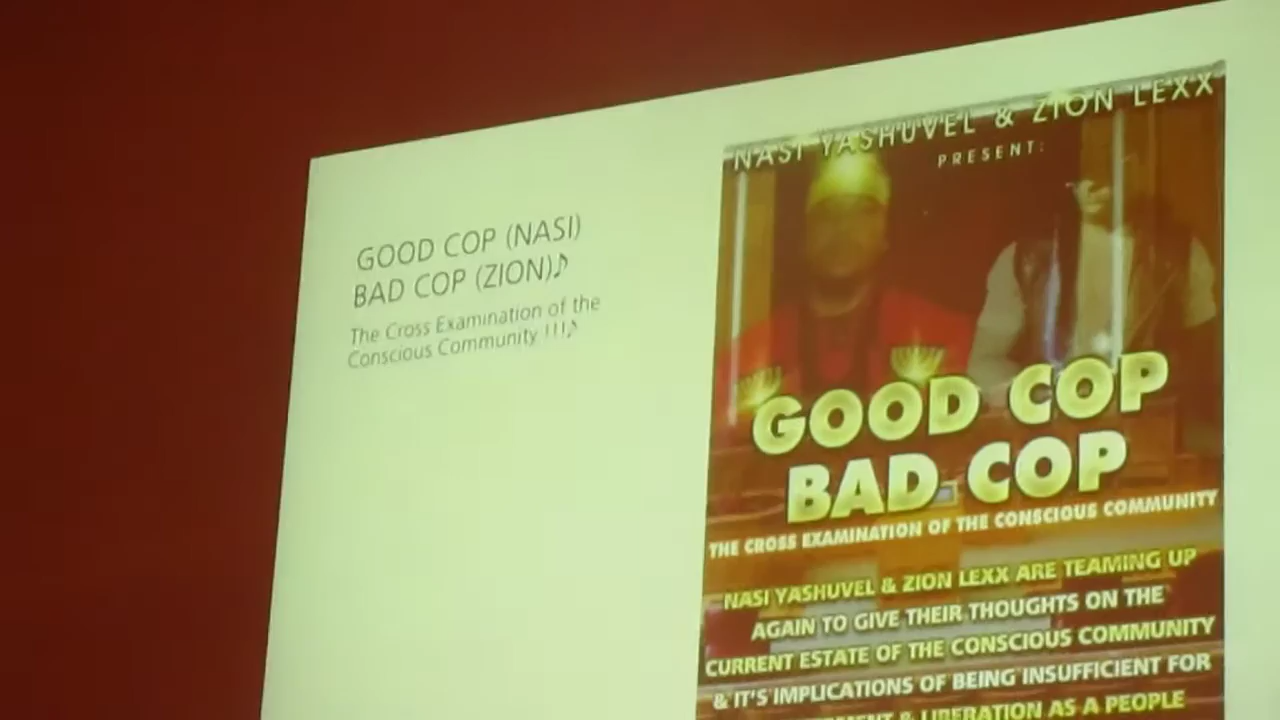 GOOD COP (NASI)
BAD COP (ZION)♪
The Cross Examination of the
Conscious Community !!!♪
NASI YASHUVEL & ZION LEXX
PRESENT:
GOOD COP
BAD COP
THE CROSS EXAMINATION OF THE CONSCIOUS COMMUNITY
NASI YASHUVEL & ZION LEXX ARE TEAMING UP
AGAIN TO GIVE THEIR THOUGHTS ON THE
CURRENT ESTATE OF THE CONSCIOUS COMMUNITY
& IT'S IMPLICATIONS OF BEING INSUFFICIENT FOR
& LIBERATION AS A PEOPLE